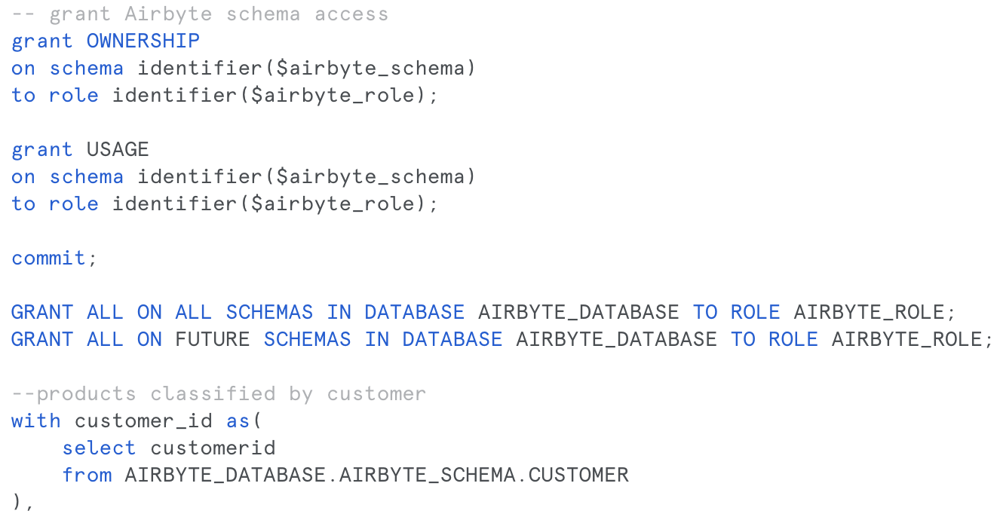 -- grant Airbyte schema access
grant OWNERSHIP
on schema identifier($airbyte_schema)
to role identifier($airbyte_role);
grant USAGE
on schema identifier($airbyte_schema)
to role identifier($airbyte_role);
commit;
GRANT ALL ON ALL SCHEMAS IN DATABASE AIRBYTE_DATABASE TO ROLE AIRBYTE_ROLE;
GRANT ALL ON FUTURE SCHEMAS IN DATABASE AIRBYTE_DATABASE TO ROLE AIRBYTE_ROLE;
--products classified by customer
with customer_id as(
    select customerid
    from AIRBYTE_DATABASE.AIRBYTE_SCHEMA.CUSTOMER
),